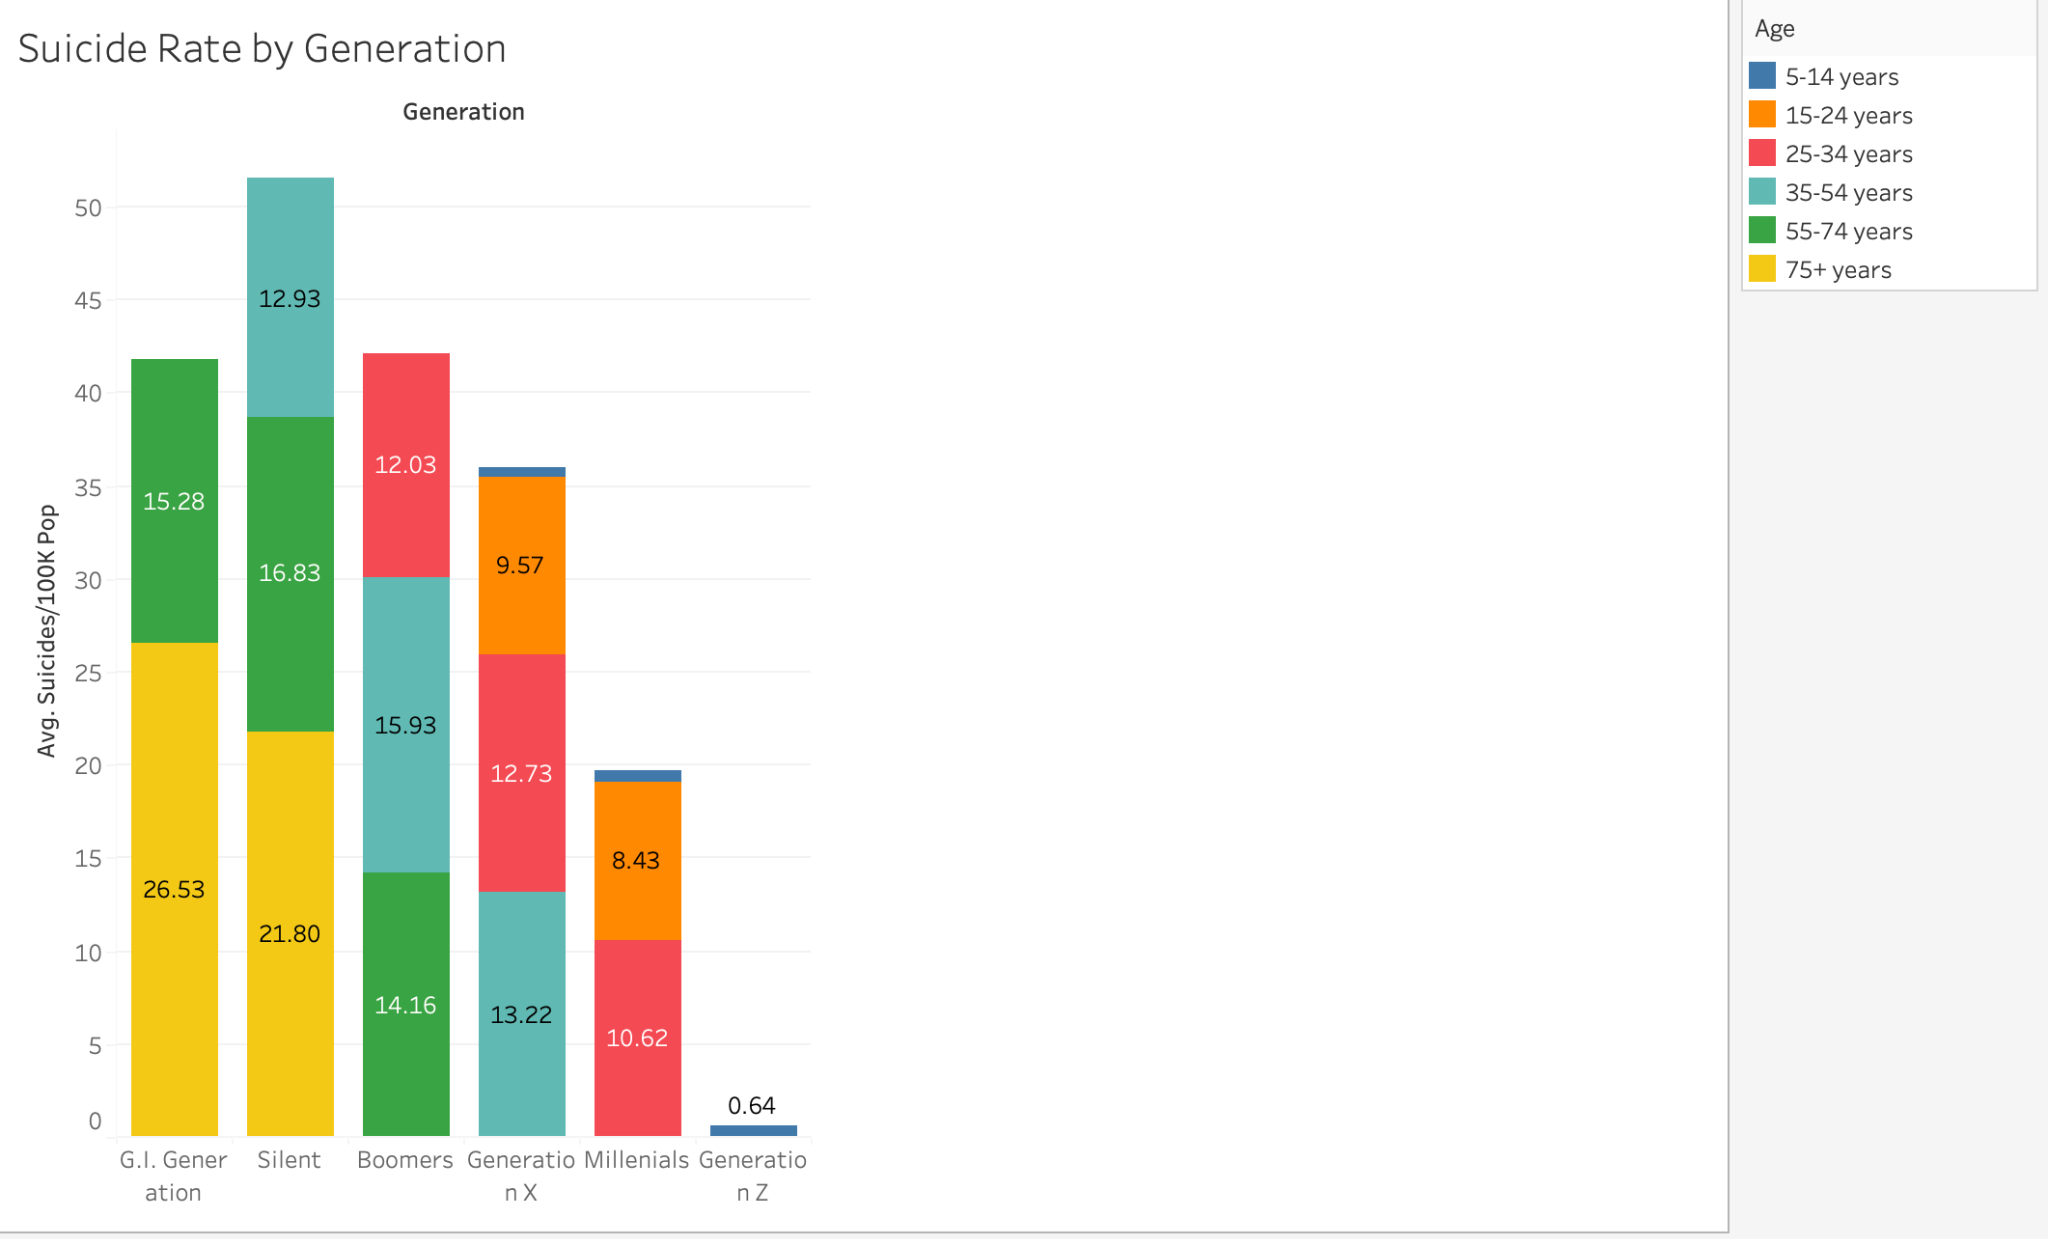 Suicide Rate by Generation
Generation
Avg. Suicides/100K Pop
50
45
40
35
30
25
20
15
10
5
0
15.28
26.53
12.93
16.83
21.80
12.03
15.93
14.16
9.57
12.73
13.22
8.43
10.62
0.64
G.I. Gener
ation
Silent
Boomers
Generatio
n X
Millenials
Generatio
n Z
Age
5-14 years
15-24 years
25-34 years
35-54 years
55-74 years
75+ years